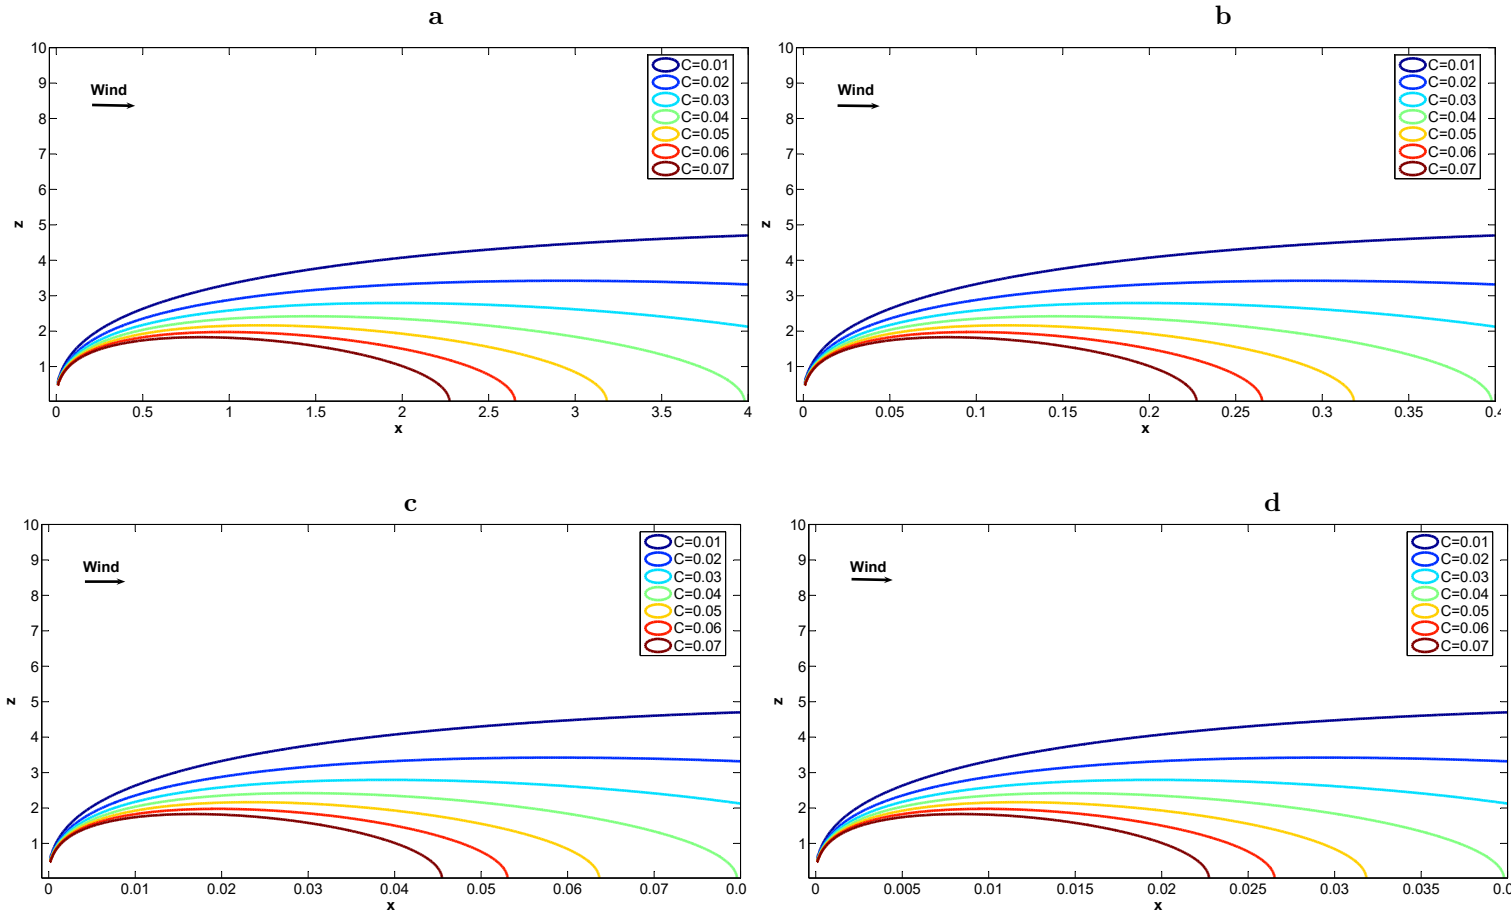 a
10
9
8
7
6
5
4
3
2
1
z
Wind
C=0.01
C=0.02
C=0.03
C=0.04
C=0.05
C=0.06
C=0.07
0 0.5 1 1.5 2 2.5 3 3.5 4
x
b
10
9
8
7
6
5
4
3
2
1
z
Wind
C=0.01
C=0.02
C=0.03
C=0.04
C=0.05
C=0.06
C=0.07
0 0.05 0.1 0.15 0.2 0.25 0.3 0.35 0.4
x
c
10
9
8
7
6
5
4
3
2
1
z
Wind
C=0.01
C=0.02
C=0.03
C=0.04
C=0.05
C=0.06
C=0.07
0 0.01 0.02 0.03 0.04 0.05 0.06 0.07 0.0
x
d
10
9
8
7
6
5
4
3
2
1
z
Wind
C=0.01
C=0.02
C=0.03
C=0.04
C=0.05
C=0.06
C=0.07
0 0.005 0.01 0.015 0.02 0.025 0.03 0.035 0.0
x